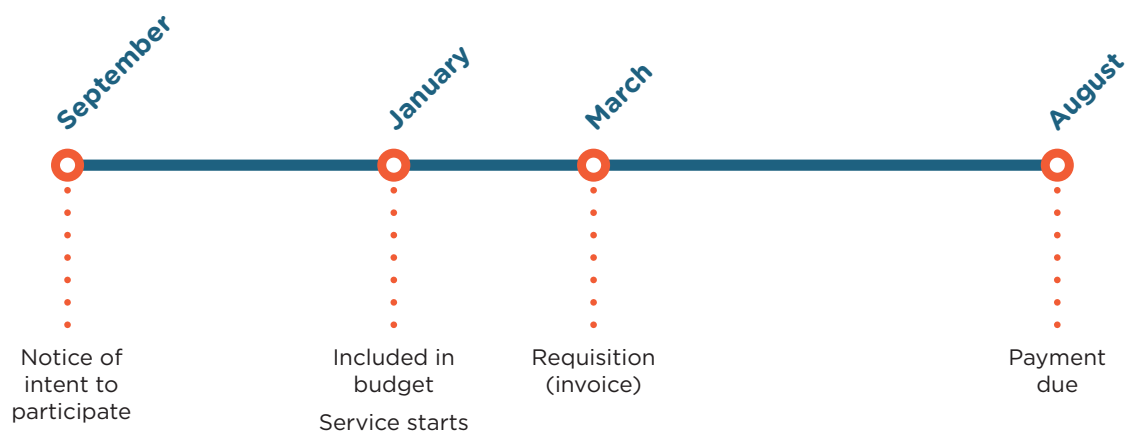 September
January
March
August
Notice of
intent to
participate
Included in
budget
Service starts
Requisition
(invoice)
Payment
due